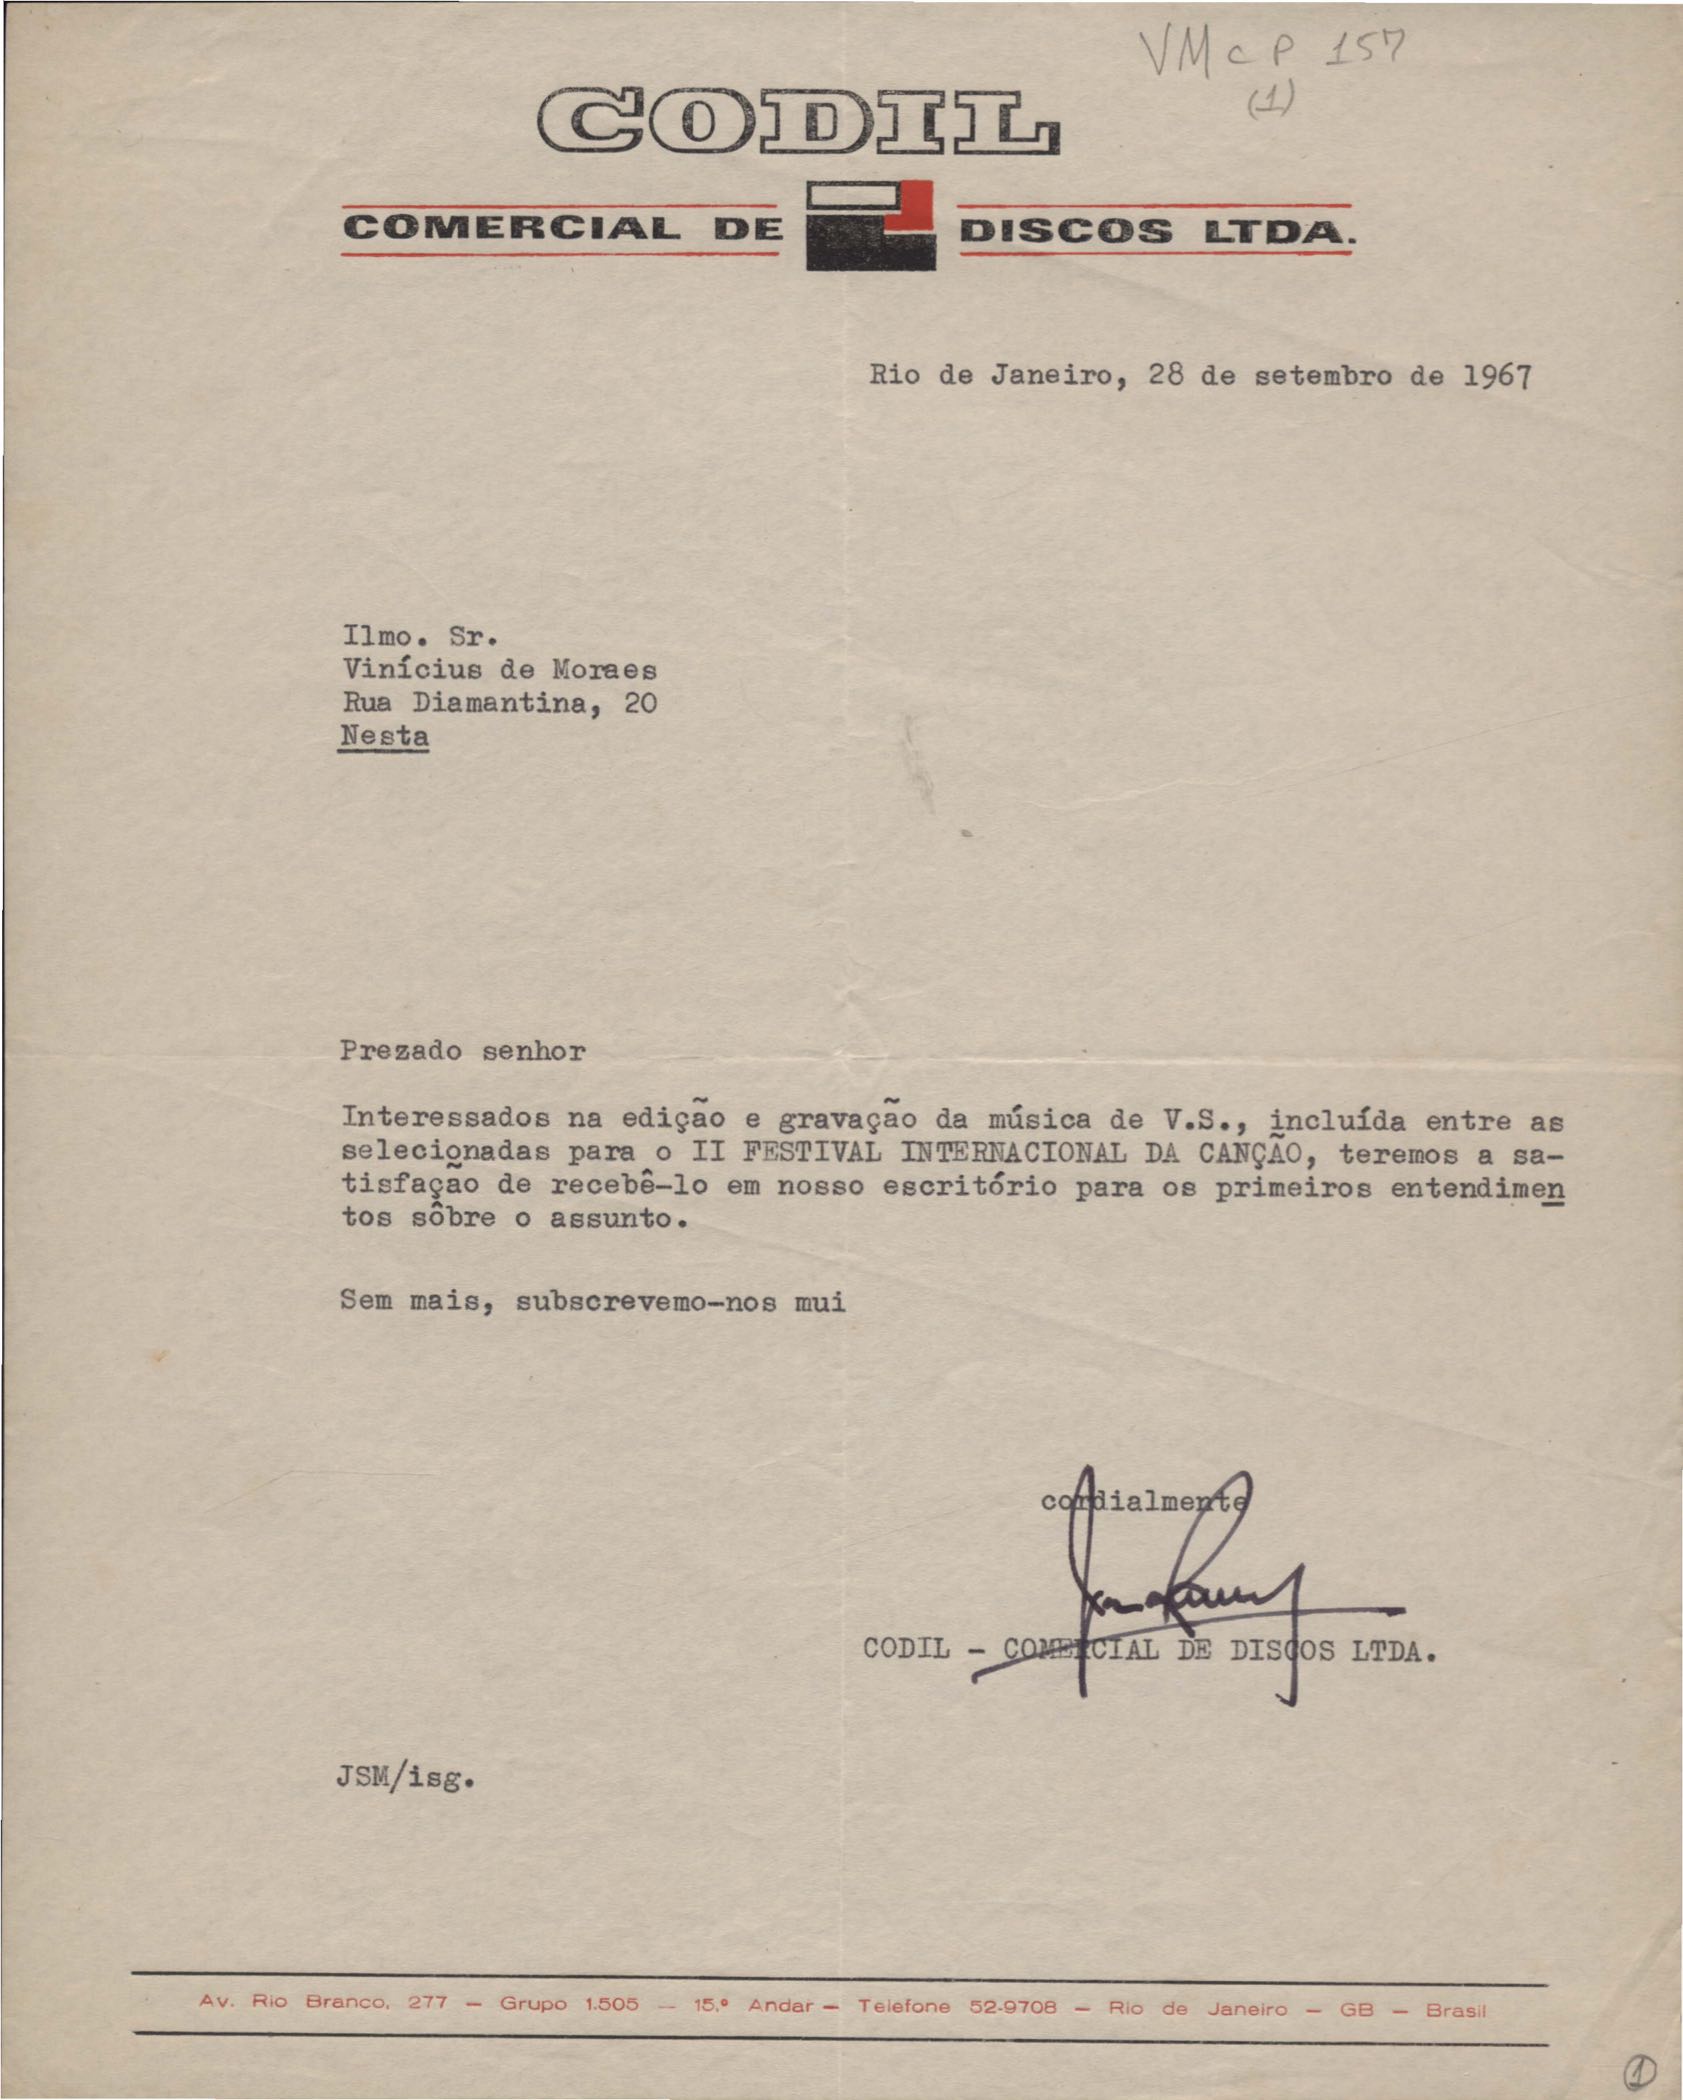 VM c P 157
(1)
CODIL
COMERCIAL DE DISCOS LTDA.
Rio de Janeiro, 28 de setembro de 1967
Ilmo. Sr.
Vinícius de Moraes
Rua Diamantina, 20
Nesta
Prezado senhor
Interessados na edição e gravação da música de V.S., incluída entre as
selecionadas para o II FESTIVAL INTERNACIONAL DA CANÇÃO, teremos a sa-
tisfação de recebê-lo em nosso escritório para os primeiros entendimen
tos sôbre o assunto.
Sem mais, subscrevemo-nos mui
cordialmente
CODIL - COMERCIAL DE DISCOS LTDA.
JSM/isg.
Av. Rio Branco, 277 — Grupo 1.505 — 15.º Andar — Telefone 52-9708 — Rio de Janeiro — GB — Brasil
1